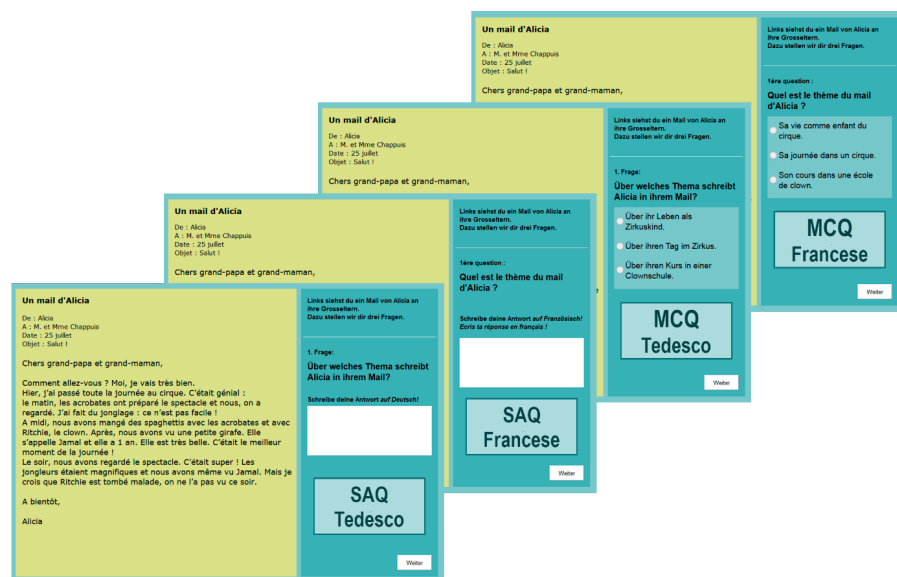 Un mail d'Alicia
De : Alicia
A : M. et Mme Chappuis
Date : 25 juillet
Objet : Salut !
Chers grand-papa et grand-maman,
Links siehst du ein Mail von Alicia an
ihre Grosseltern.
Dazu stellen wir dir drei Fragen.
1ère question :
Quel est le thème du mail
d'Alicia ?
Sa vie comme enfant du
cirque.
Sa journée dans un cirque.
Son cours dans une école
de clown.
MCQ
Francese
Weiter
Un mail d'Alicia
De : Alicia
A : M. et Mme Chappuis
Date : 25 juillet
Objet : Salut !
Chers grand-papa et grand-maman,
Links siehst du ein Mail von Alicia an
ihre Grosseltern.
Dazu stellen wir dir drei Fragen.
1. Frage:
Über welches Thema schreibt
Alicia in ihrem Mail?
Über ihr Leben als
Zirkuskind.
Über ihren Tag im Zirkus.
Über ihren Kurs in einer
Clownschule.
MCQ
Tedesco
Weiter
Un mail d'Alicia
De : Alicia
A : M. et Mme Chappuis
Date : 25 juillet
Objet : Salut !
Chers grand-papa et grand-maman,
Links siehst du ein Mail von Alicia an
ihre Grosseltern.
Dazu stellen wir dir drei Fragen.
1ère question :
Quel est le thème du mail
d'Alicia ?
Schreibe deine Antwort auf Französisch!
Ecris ta réponse en français !
SAQ
Francese
Weiter
Un mail d'Alicia
De : Alicia
A : M. et Mme Chappuis
Date : 25 juillet
Objet : Salut !
Chers grand-papa et grand-maman,
Comment allez-vous ? Moi, je vais très bien.
Hier, j'ai passé toute la journée au cirque. C'était génial :
le matin, les acrobates ont préparé le spectacle et nous, on a
regardé. J'ai fait du jonglage : ce n'est pas facile !
A midi, nous avons mangé des spaghettis avec les acrobates et avec
Ritchie, le clown. Après, nous avons vu une petite girafe. Elle
s'appelle Jamal et elle a 1 an. Elle est très belle. C'était le meilleur
moment de la journée !
Le soir, nous avons regardé le spectacle. C'était super ! Les
jongleurs étaient magnifiques et nous avons même vu Jamal. Mais je
crois que Ritchie est tombé malade, on ne l'a pas vu ce soir.
A bientôt,
Alicia
Links siehst du ein Mail von Alicia an
ihre Grosseltern.
Dazu stellen wir dir drei Fragen.
1. Frage:
Über welches Thema schreibt
Alicia in ihrem Mail?
Schreibe deine Antwort auf Deutsch!
SAQ
Tedesco
Weiter